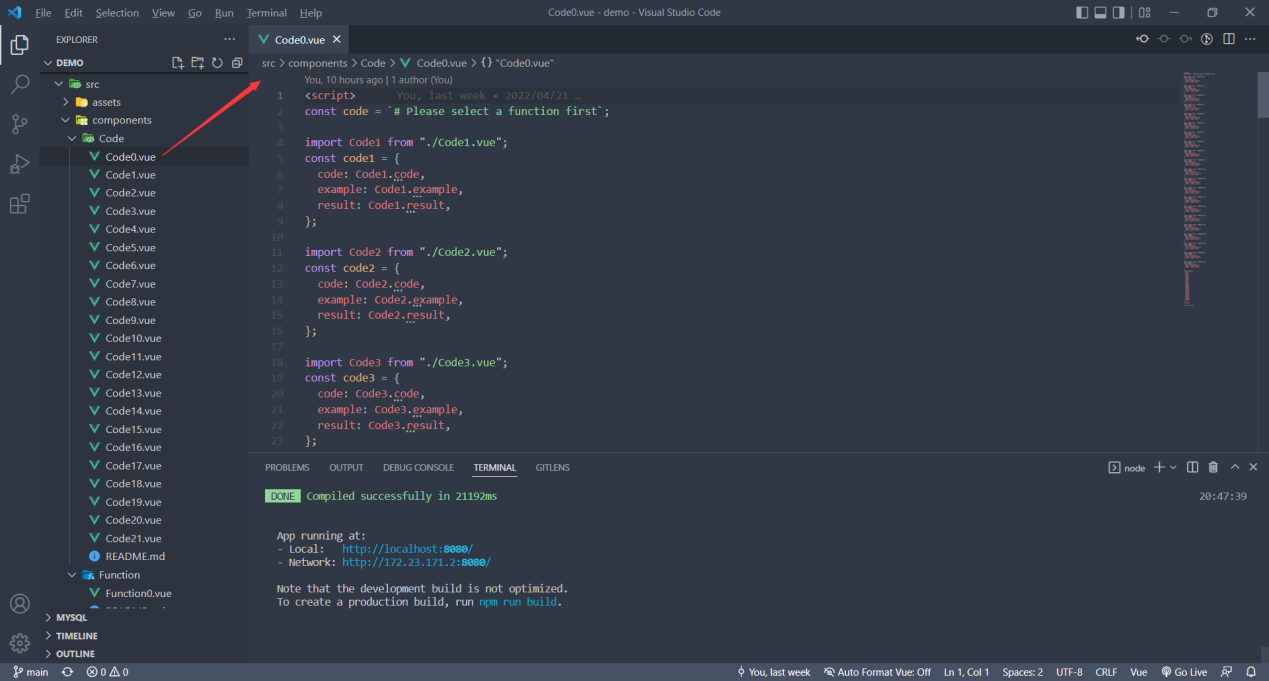 File Edit Selection View Go Run Terminal Help
Code0.vue - demo - Visual Studio Code
EXPLORER
DEMO
src
assets
components
Code
Code0.vue
Code1.vue
Code2.vue
Code3.vue
Code4.vue
Code5.vue
Code6.vue
Code7.vue
Code8.vue
Code9.vue
Code10.vue
Code11.vue
Code12.vue
Code13.vue
Code14.vue
Code15.vue
Code16.vue
Code17.vue
Code18.vue
Code19.vue
Code20.vue
Code21.vue
README.md
Function
Function0.vue
MYSQL
TIMELINE
OUTLINE
Code0.vue
src > components > Code > Code0.vue > {} "Code0.vue"
You, 10 hours ago | 1 author (You)
1 <script> You, last week • 2022/04/21 …
2 const code = `# Please select a function first`;
3
4 import Code1 from "./Code1.vue";
5 const code1 = {
6 code: Code1.code,
7 example: Code1.example,
8 result: Code1.result,
9 };
10
11 import Code2 from "./Code2.vue";
12 const code2 = {
13 code: Code2.code,
14 example: Code2.example,
15 result: Code2.result,
16 };
17
18 import Code3 from "./Code3.vue";
19 const code3 = {
20 code: Code3.code,
21 example: Code3.example,
22 result: Code3.result,
23 };
PROBLEMS OUTPUT DEBUG CONSOLE TERMINAL GITLENS
node
DONE Compiled successfully in 21192ms 20:47:39
App running at:
- Local: http://localhost:8080/
- Network: http://172.23.171.2:8080/
Note that the development build is not optimized.
To create a production build, run npm run build.
main 0 0 You, last week Auto Format Vue: Off Ln 1, Col 1 Spaces: 2 UTF-8 CRLF Vue Go Live